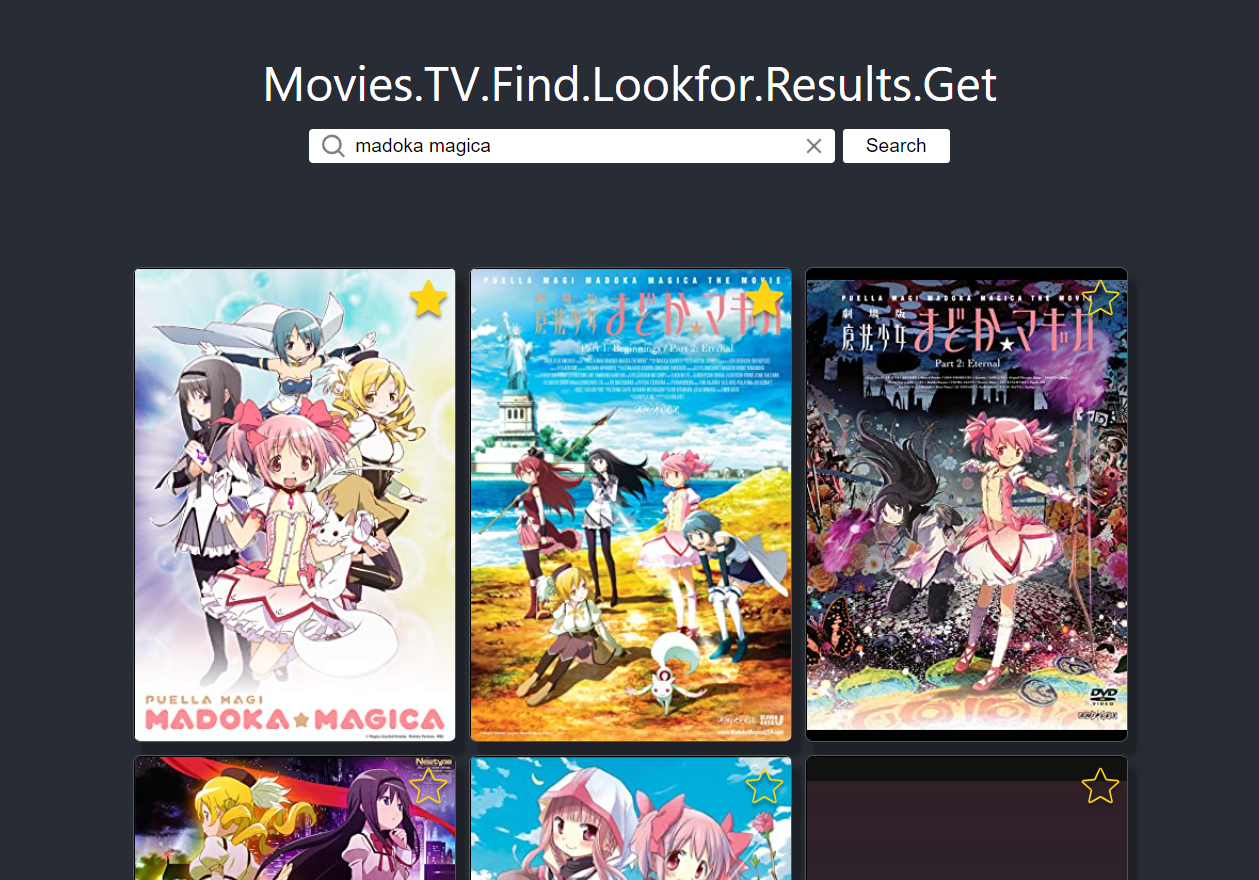 Movies.TV.Find.Lookfor.Results.Get
madoka magica
Search
PUELLA MAGI
MADOKA★MAGICA
PUELLA MAGI MADOKA MAGICA THE MOVIE
劇場版
魔法少女
まどか★マギカ
Part 1: Beginnings / Part 2: Eternal
www.MadokaMagicaUSA.com
PUELLA MAGI MADOKA MAGICA THE MOVIE
劇場版
魔法少女
まどか★マギカ
Part 2: Eternal
DVD
VIDEO
Newtype